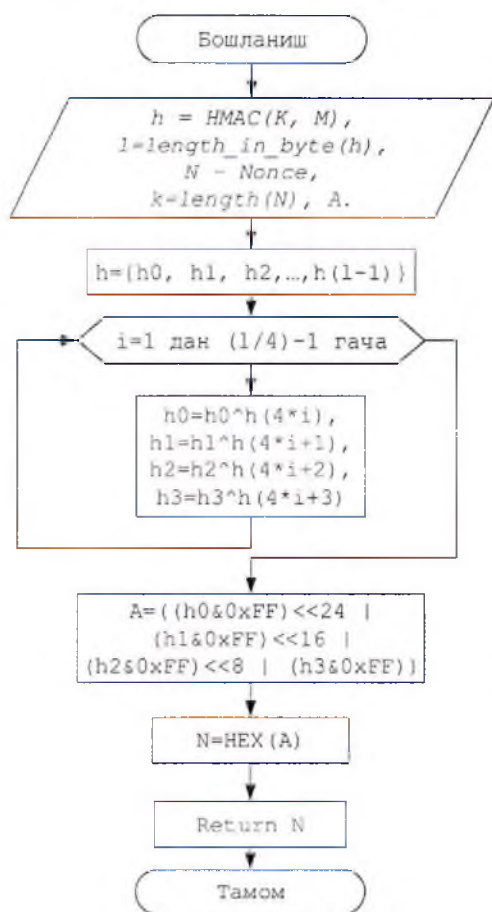 Бошланиш
h = HMAC(K, M),
l=length_in_byte(h),
N - Nonce,
k=length(N), A.
h={h0, h1, h2,…,h(l-1)}
i=1 дан (l/4)-1 гача
h0=h0^h(4*i),
h1=h1^h(4*i+1),
h2=h2^h(4*i+2),
h3=h3^h(4*i+3)
A=((h0&0xFF)<<24 |
(h1&0xFF)<<16 |
(h2&0xFF)<<8 | (h3&0xFF))
N=HEX(A)
Return N
Тамом